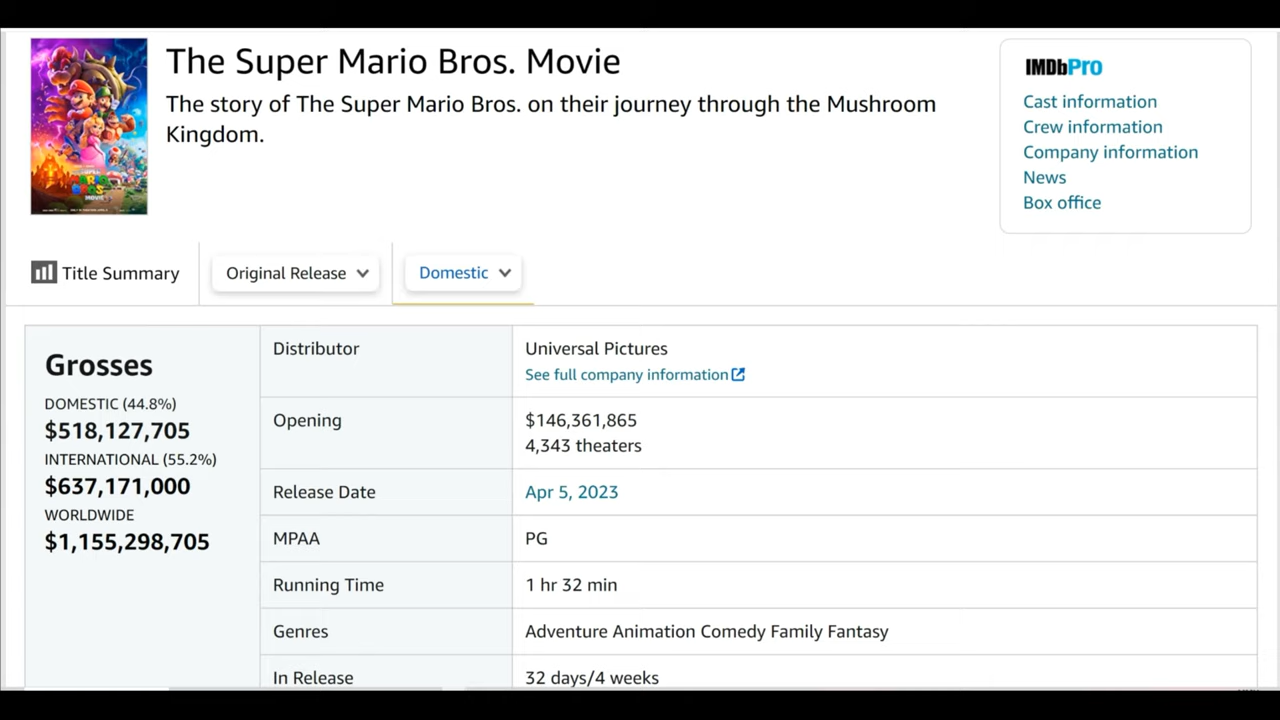 The Super Mario Bros. Movie
The story of The Super Mario Bros. on their journey through the Mushroom
Kingdom.
SUPER
MARIO
BROS.
MOVIE
IMDbPro
Cast information
Crew information
Company information
News
Box office
Title Summary
Original Release
Domestic
Grosses
DOMESTIC (44.8%)
$518,127,705
INTERNATIONAL (55.2%)
$637,171,000
WORLDWIDE
$1,155,298,705
Distributor
Universal Pictures
See full company information
Opening
$146,361,865
4,343 theaters
Release Date
Apr 5, 2023
MPAA
PG
Running Time
1 hr 32 min
Genres
Adventure Animation Comedy Family Fantasy
In Release
32 days/4 weeks